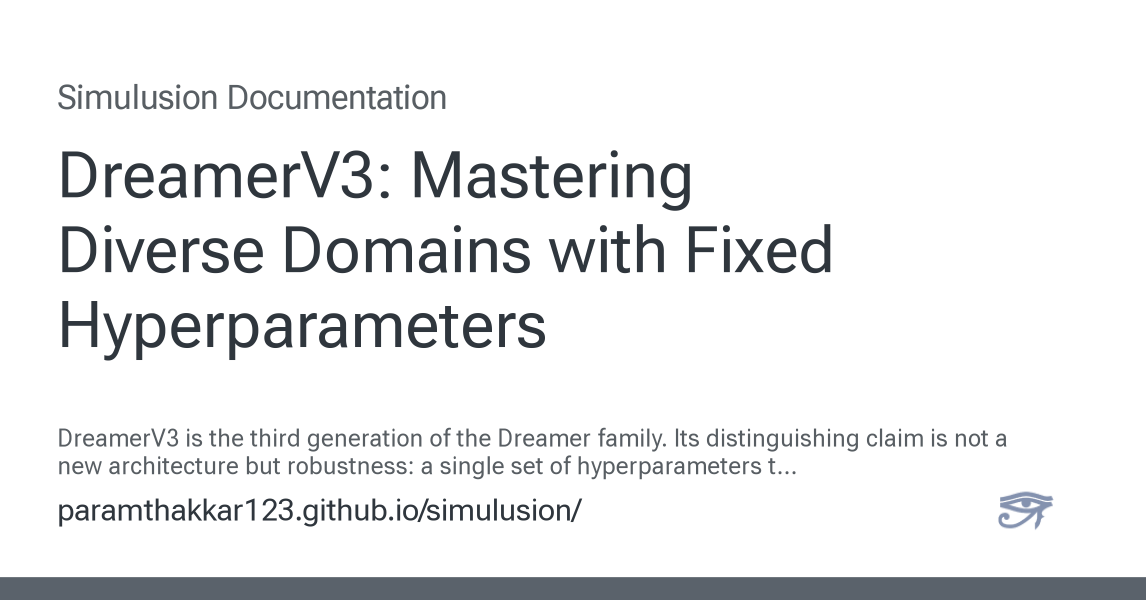 Simulusion Documentation
DreamerV3: Mastering
Diverse Domains with Fixed
Hyperparameters
DreamerV3 is the third generation of the Dreamer family. Its distinguishing claim is not a
new architecture but robustness: a single set of hyperparameters t...
paramthakkar123.github.io/simulusion/